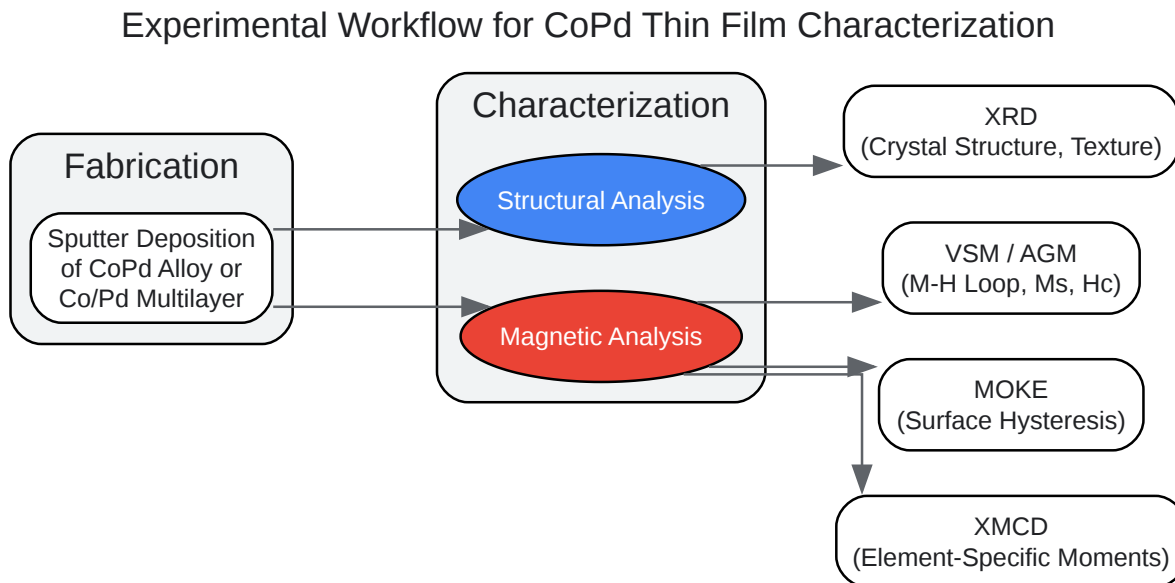 Experimental Workflow for CoPd Thin Film Characterization
Fabrication
Sputter Deposition
of CoPd Alloy or
Co/Pd Multilayer
Characterization
Structural Analysis
Magnetic Analysis
XRD
(Crystal Structure, Texture)
VSM / AGM
(M-H Loop, Ms, Hc)
MOKE
(Surface Hysteresis)
XMCD
(Element-Specific Moments)